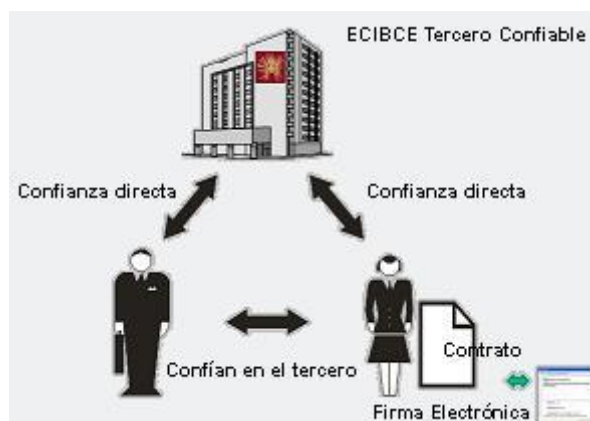 ECIBCE Tercero Confiable
Confianza directa
Confianza directa
Confían en el tercero
Contrato
Firma Electrónica